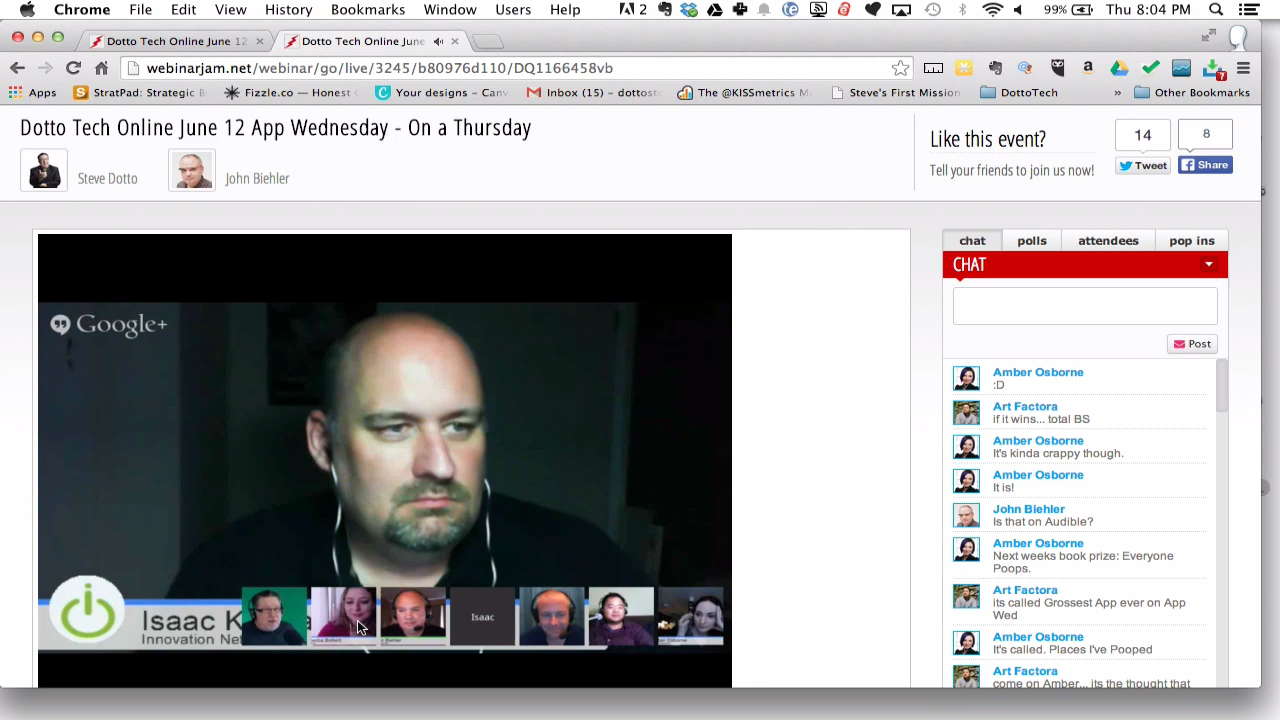 Chrome File Edit View History Bookmarks Window Users Help 2 99% Thu 8:04 PM
Dotto Tech Online June 12 Dotto Tech Online June
webinarjam.net/webinar/go/live/3245/b80976d110/DQ1166458vb 7
Apps StratPad: Strategic B Fizzle.co — Honest Your designs - Canv Inbox (15) – dottost The @KISSmetrics M Steve's First Mission DottoTech » Other Bookmarks
Dotto Tech Online June 12 App Wednesday - On a Thursday
Steve Dotto
John Biehler
Like this event?
Tell your friends to join us now!
14
Tweet
8
Share
Google+
Isaac K
Innovation Net
Isaac
chat polls attendees pop ins
CHAT
Post
Amber Osborne
:D
Art Factora
if it wins... total BS
Amber Osborne
It's kinda crappy though.
Amber Osborne
It is!
John Biehler
Is that on Audible?
Amber Osborne
Next weeks book prize: Everyone
Poops.
Art Factora
its called Grossest App ever on App
Wed
Amber Osborne
It's called. Places I've Pooped
Art Factora
come on Amber... its the thought that